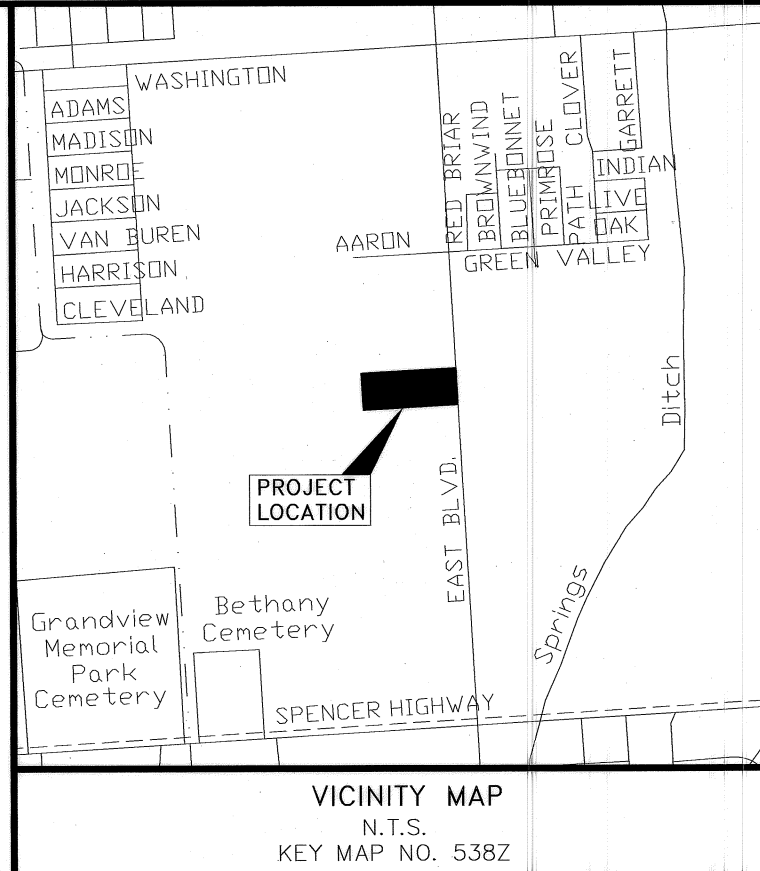 WASHINGTON
ADAMS
MADISON
MONROE
JACKSON
VAN BUREN
HARRISON
CLEVELAND
AARON
RED BRIAR
BROWNWIND
BLUEBONNET
PRIMROSE
PATH CLOVER
GARRETT
INDIAN
LIVE
OAK
GREEN VALLEY
Ditch
PROJECT
LOCATION
EAST BLVD.
Springs
Grandview
Memorial
Park
Cemetery
Bethany
Cemetery
SPENCER HIGHWAY
VICINITY MAP
N.T.S.
KEY MAP NO. 538Z